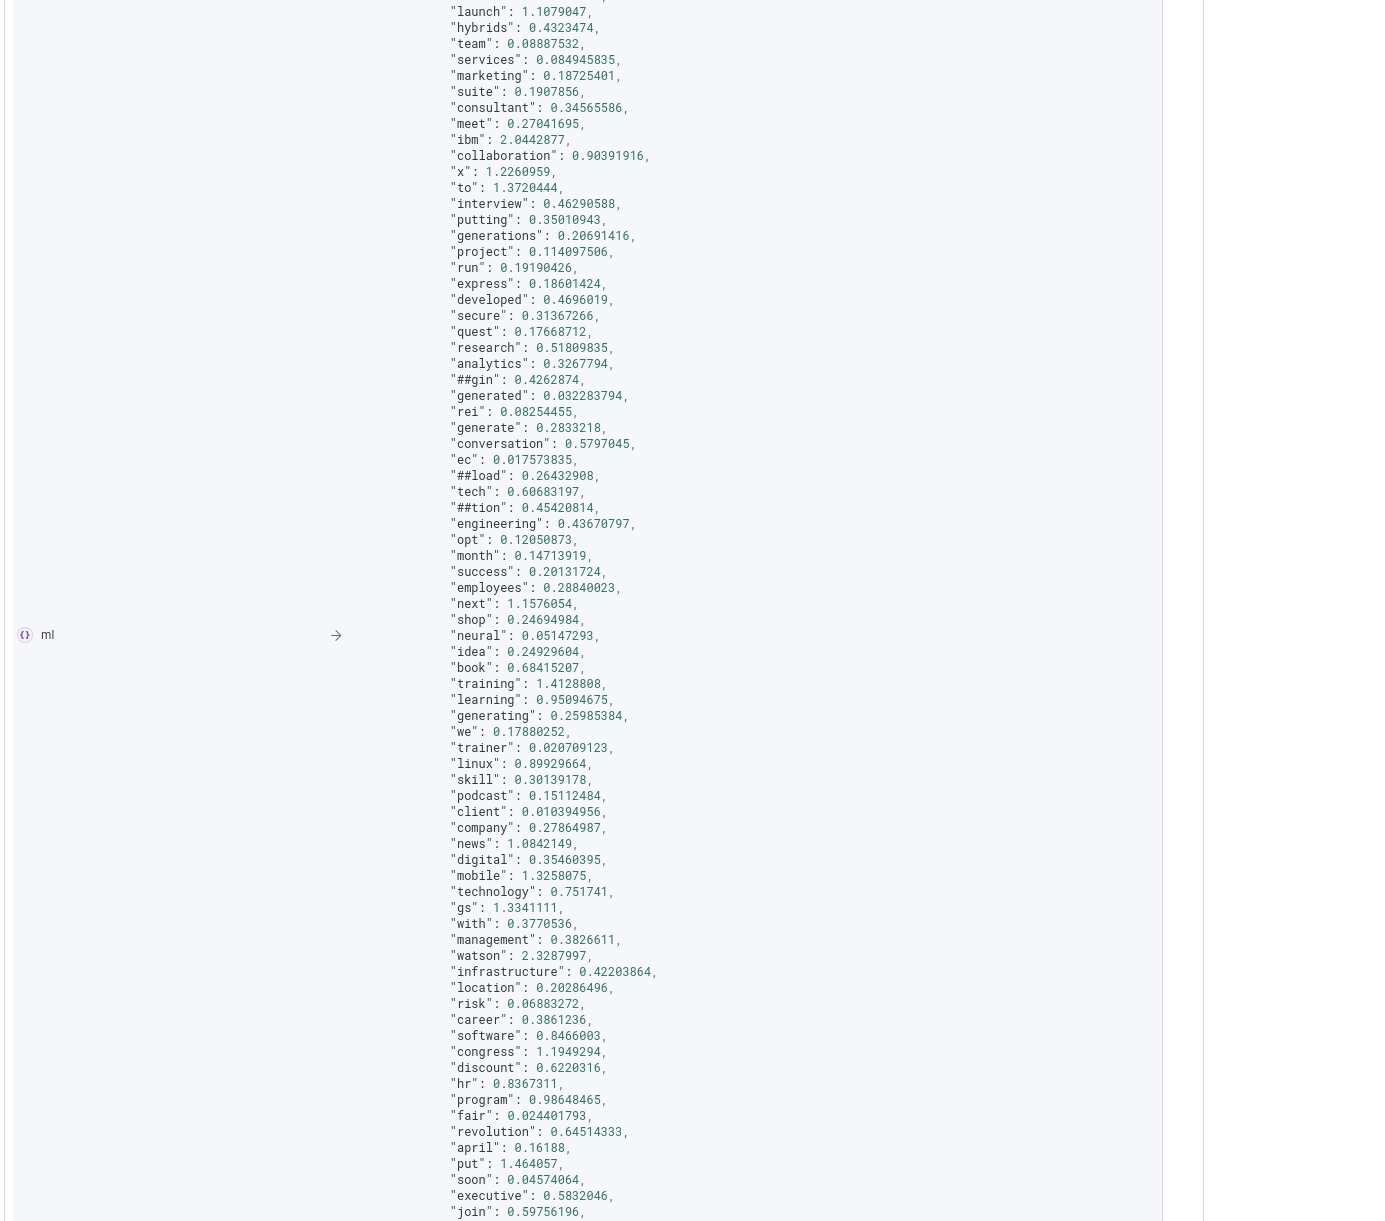 "launch": 1.1079047,
"hybrids": 0.4323474,
"team": 0.08887532,
"services": 0.084945835,
"marketing": 0.18725401,
"suite": 0.1907856,
"consultant": 0.34565586,
"meet": 0.27041695,
"ibm": 2.0442877,
"collaboration": 0.90391916,
"x": 1.2260959,
"to": 1.3720444,
"interview": 0.46290588,
"putting": 0.35010943,
"generations": 0.20691416,
"project": 0.114097506,
"run": 0.19190426,
"express": 0.18601424,
"developed": 0.4696019,
"secure": 0.31367266,
"quest": 0.17668712,
"research": 0.51809835,
"analytics": 0.3267794,
"##gin": 0.4262874,
"generated": 0.032283794,
"rei": 0.08254455,
"generate": 0.2833218,
"conversation": 0.5797045,
"ec": 0.017573835,
"##load": 0.26432908,
"tech": 0.60683197,
"##tion": 0.45420814,
"engineering": 0.43670797,
"opt": 0.12050873,
"month": 0.14713919,
"success": 0.20131724,
"employees": 0.28840023,
"next": 1.1576054,
"shop": 0.24694984,
ml → "neural": 0.05147293,
"idea": 0.24929604,
"book": 0.68415207,
"training": 1.4128808,
"learning": 0.95094675,
"generating": 0.25985384,
"we": 0.17880252,
"trainer": 0.020709123,
"linux": 0.89929664,
"skill": 0.30139178,
"podcast": 0.15112484,
"client": 0.010394956,
"company": 0.27864987,
"news": 1.0842149,
"digital": 0.35460395,
"mobile": 1.3258075,
"technology": 0.751741,
"gs": 1.3341111,
"with": 0.3770536,
"management": 0.3826611,
"watson": 2.3287997,
"infrastructure": 0.42203864,
"location": 0.20286496,
"risk": 0.06883272,
"career": 0.3861236,
"software": 0.8466003,
"congress": 1.1949294,
"discount": 0.6220316,
"hr": 0.8367311,
"program": 0.98648465,
"fair": 0.024401793,
"revolution": 0.64514333,
"april": 0.16188,
"put": 1.464057,
"soon": 0.04574064,
"executive": 0.5832046,
"join": 0.59756196,